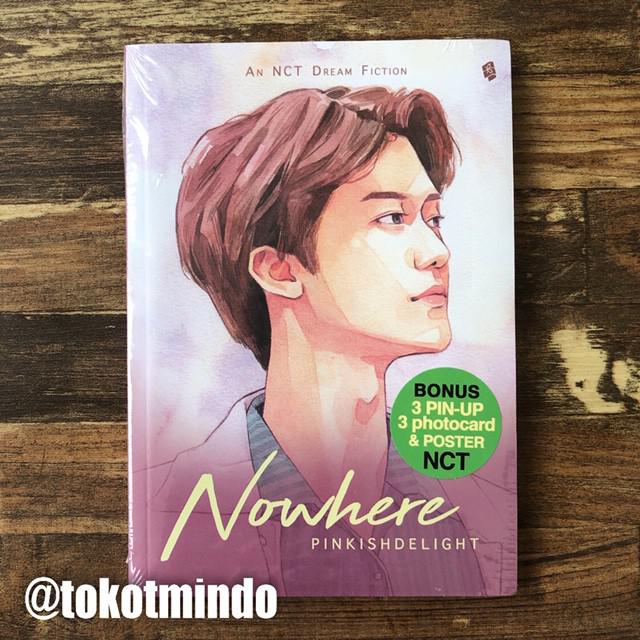 AN NCT DREAM FICTION
BONUS
3 PIN-UP
3 photocard
& POSTER
NCT
Nowhere
PINKISHDELIGHT
@tokotmindo